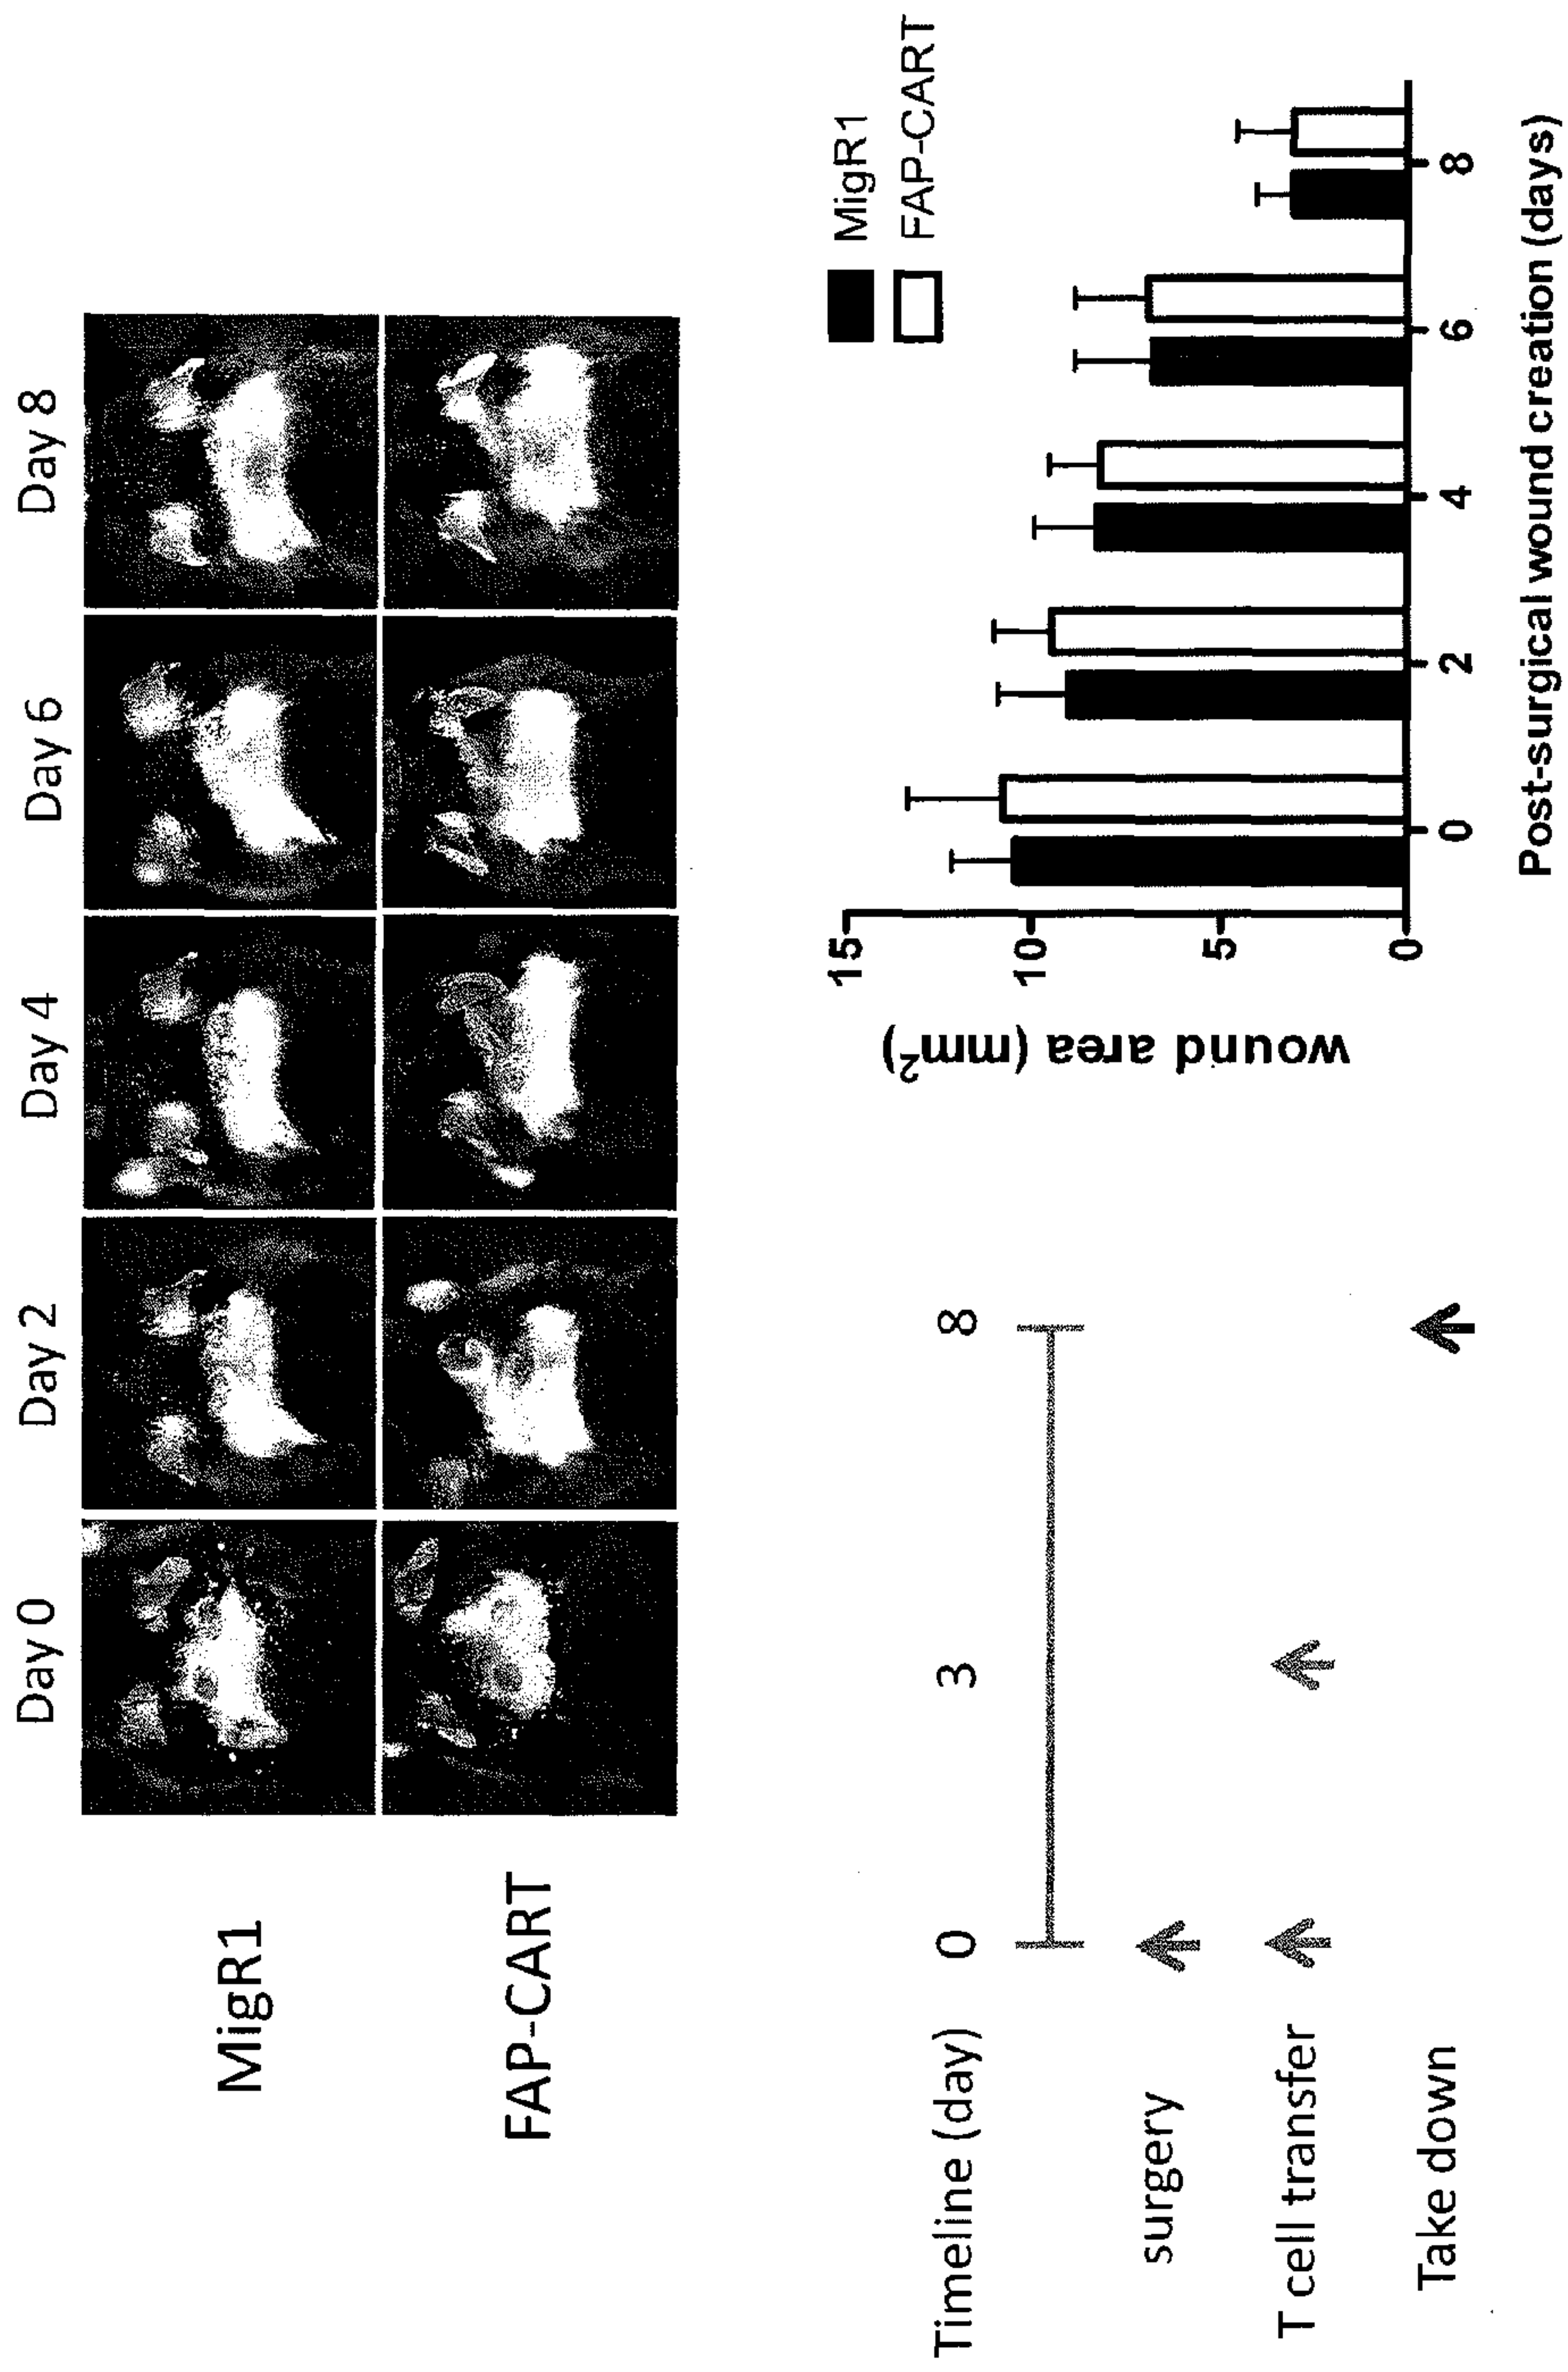 Day 0 Day 2 Day 4 Day 6 Day 8
MigR1
FAP-CART
Timeline (day) 0 3 8
surgery
T cell transfer
Take down
MigR1
FAP-CART
15
10
5
0
wound area (mm²)
0 2 4 6 8
Post-surgical wound creation (days)